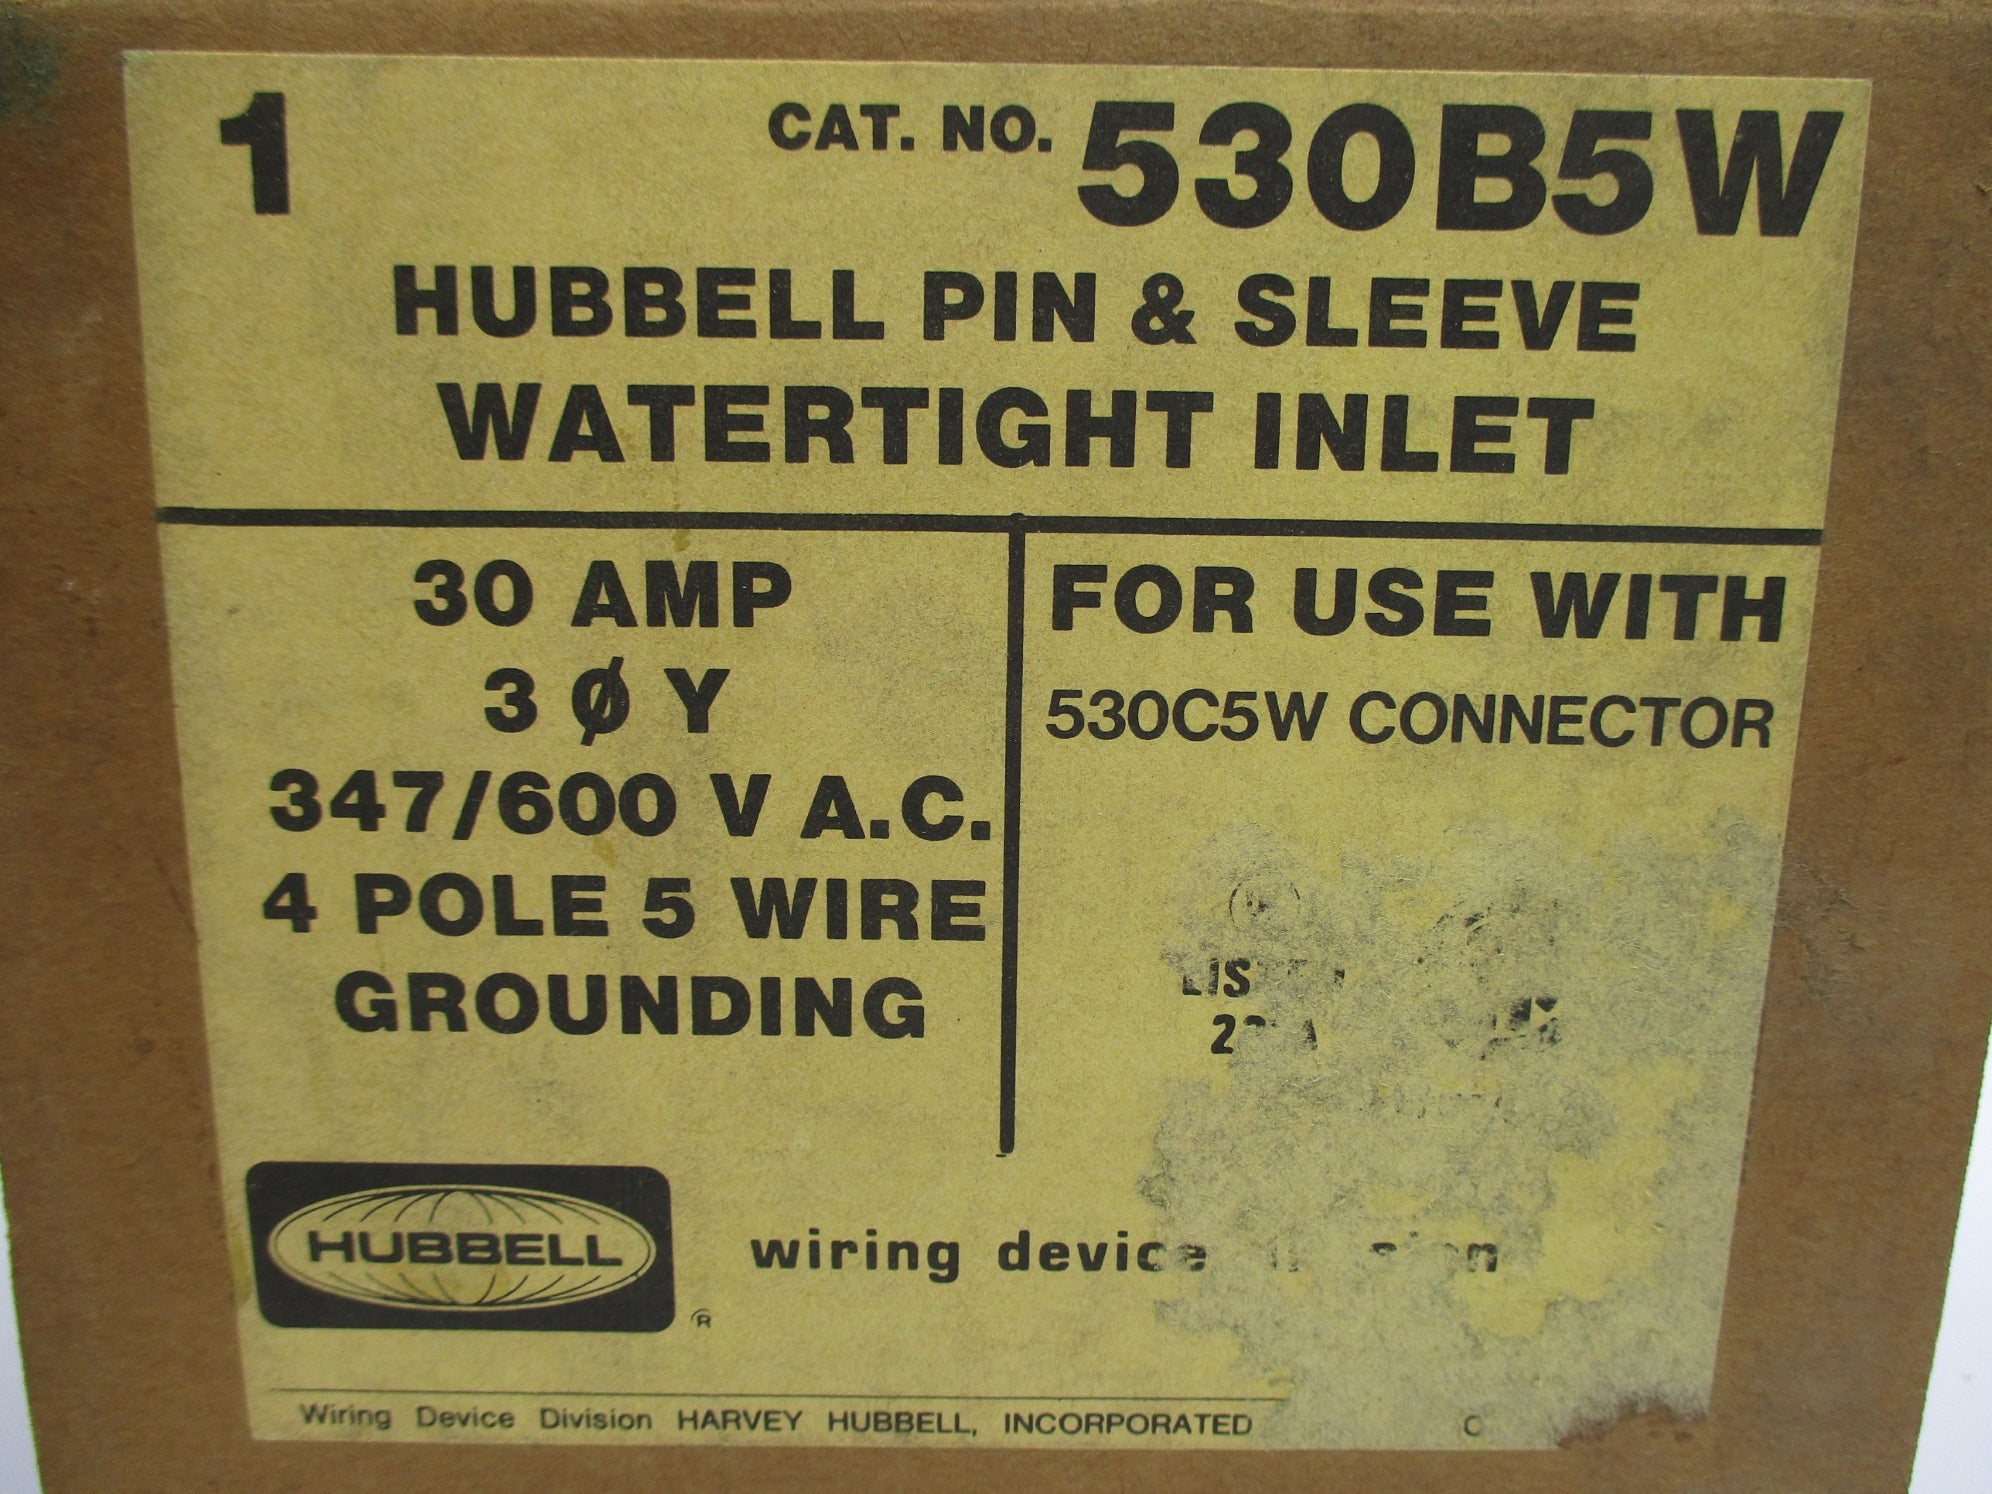 1 CAT. NO. 530B5W
HUBBELL PIN & SLEEVE
WATERTIGHT INLET
30 AMP
3 Ø Y
347/600 V A.C.
4 POLE 5 WIRE
GROUNDING
FOR USE WITH
530C5W CONNECTOR
HUBBELL ®
wiring device
Wiring Device Division HARVEY HUBBELL, INCORPORATED